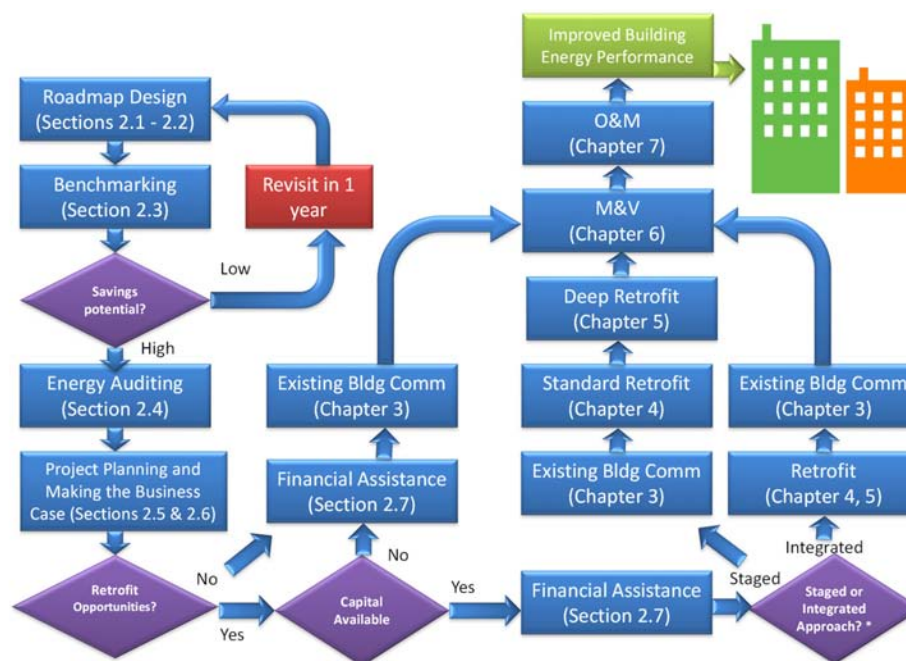 Roadmap Design
(Sections 2.1 - 2.2)
Benchmarking
(Section 2.3)
Revisit in 1
year
Low
Savings
potential?
High
Energy Auditing
(Section 2.4)
Project Planning and
Making the Business
Case (Sections 2.5 & 2.6)
Retrofit
Opportunities?
No
Yes
Existing Bldg Comm
(Chapter 3)
Financial Assistance
(Section 2.7)
No
Capital
Available
Yes
Financial Assistance
(Section 2.7)
Staged
Integrated
Staged or
Integrated
Approach? *
Improved Building
Energy Performance
O&M
(Chapter 7)
M&V
(Chapter 6)
Deep Retrofit
(Chapter 5)
Standard Retrofit
(Chapter 4)
Existing Bldg Comm
(Chapter 3)
Existing Bldg Comm
(Chapter 3)
Retrofit
(Chapter 4, 5)